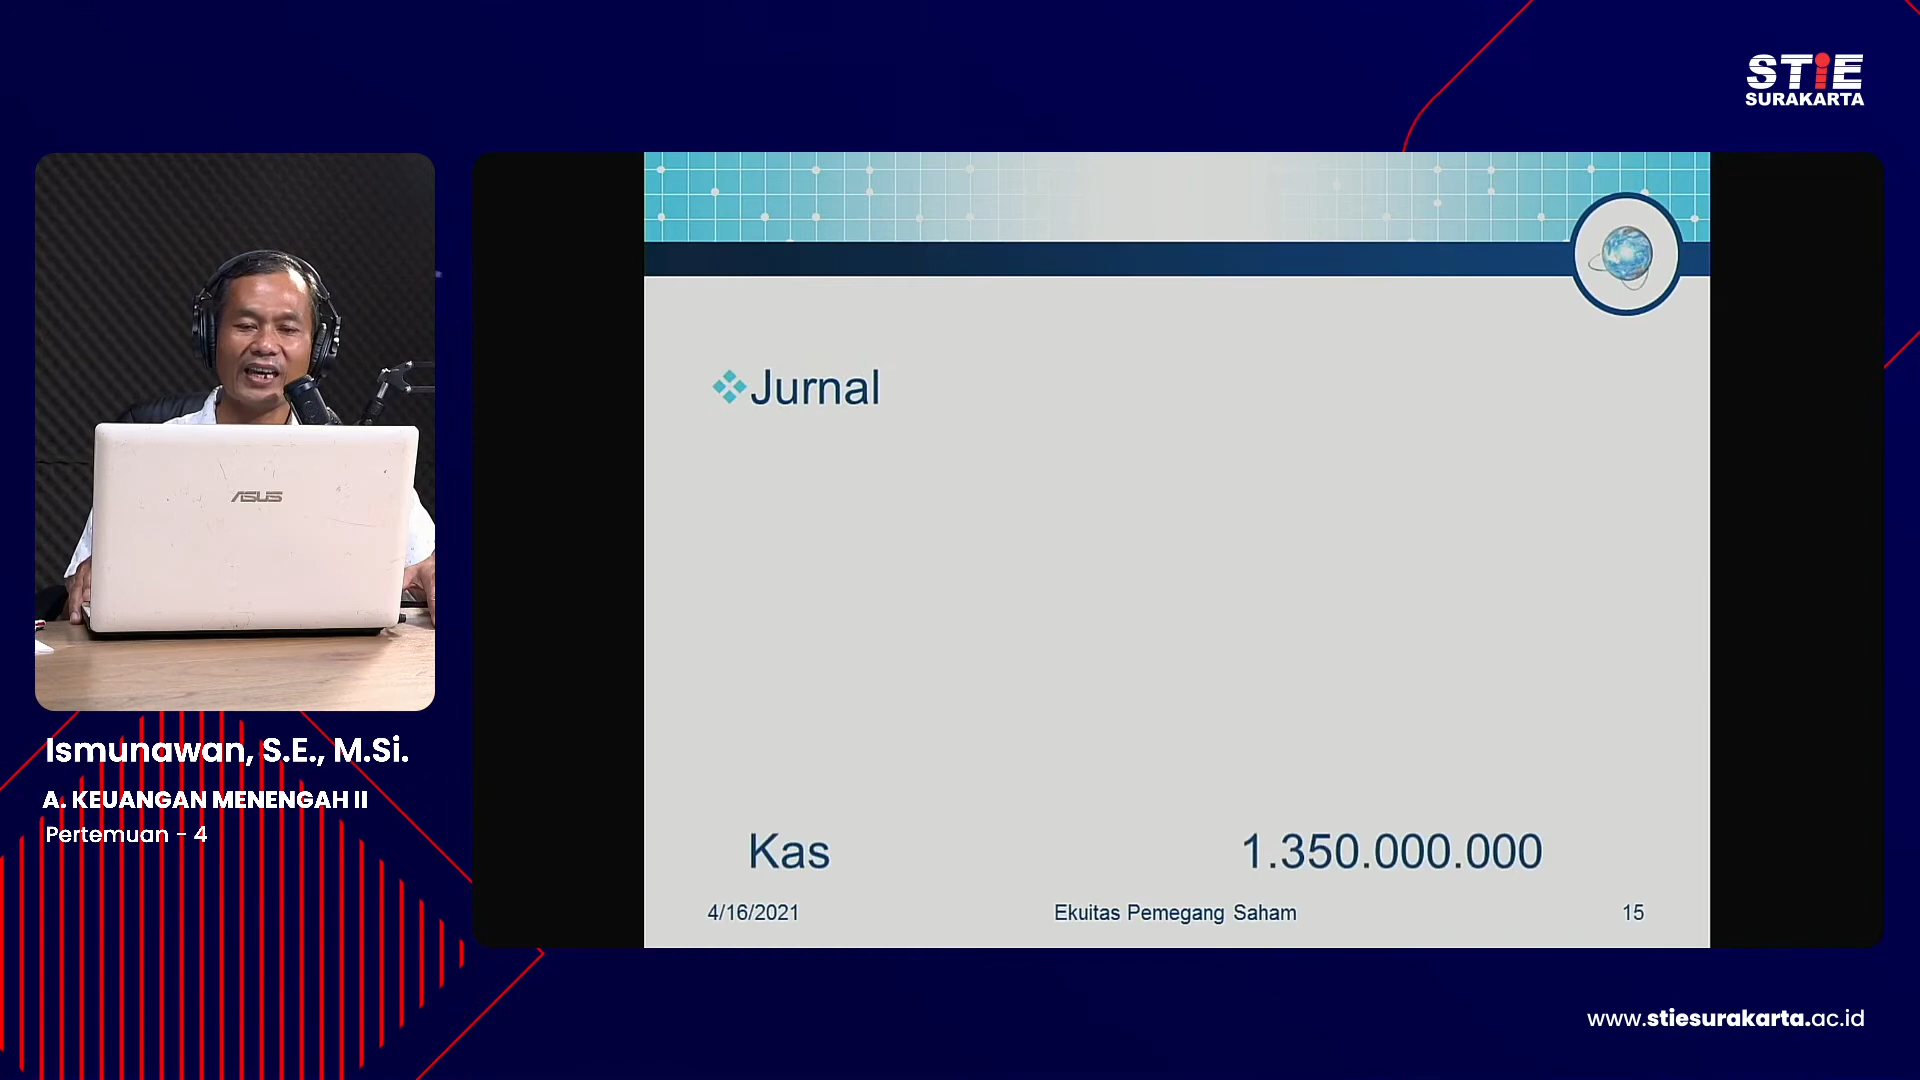 STiE
SURAKARTA
ASUS
Jurnal
Kas 1.350.000.000
4/16/2021 Ekuitas Pemegang Saham 15
Ismunawan, S.E., M.Si.
A. KEUANGAN MENENGAH II
Pertemuan - 4
www.stiesurakarta.ac.id